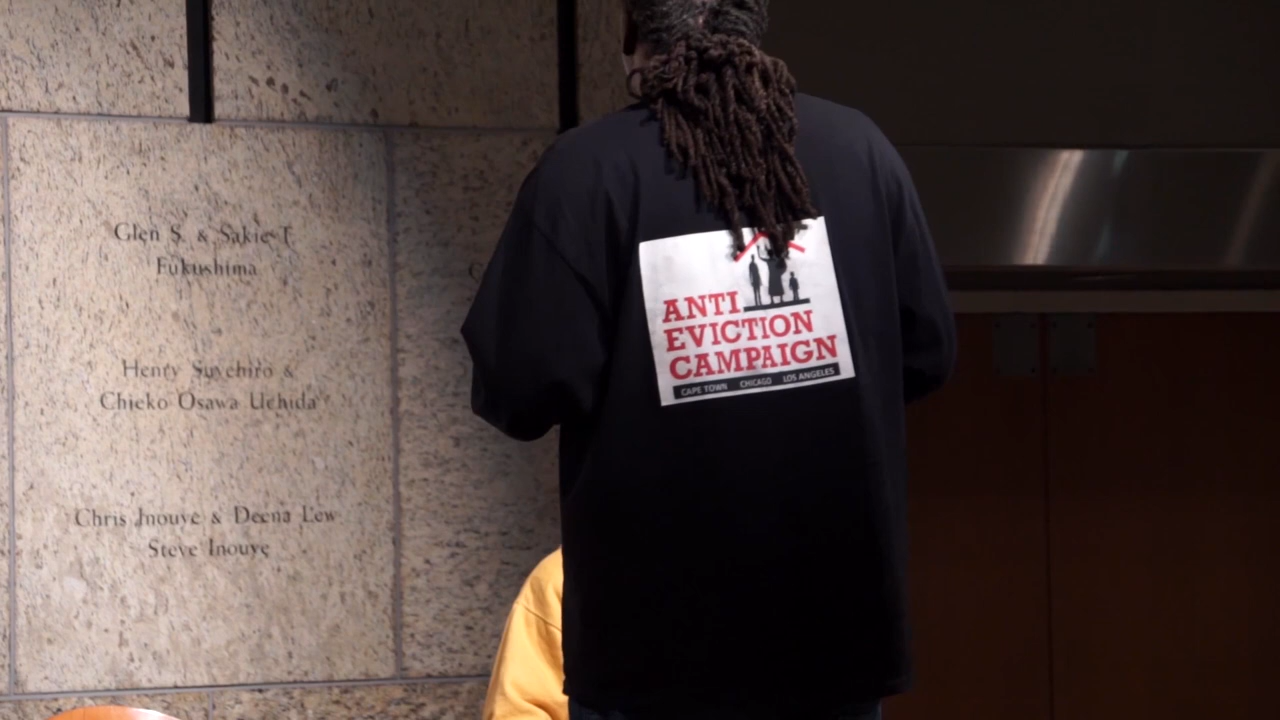 Glen S. & Sakie T.
Fukushima
Henry Suyehiro &
Chieko Osawa Uchida
Chris Inouye & Deena Lew
Steve Inouye
ANTI
EVICTION
CAMPAIGN
CAPE TOWN CHICAGO LOS ANGELES